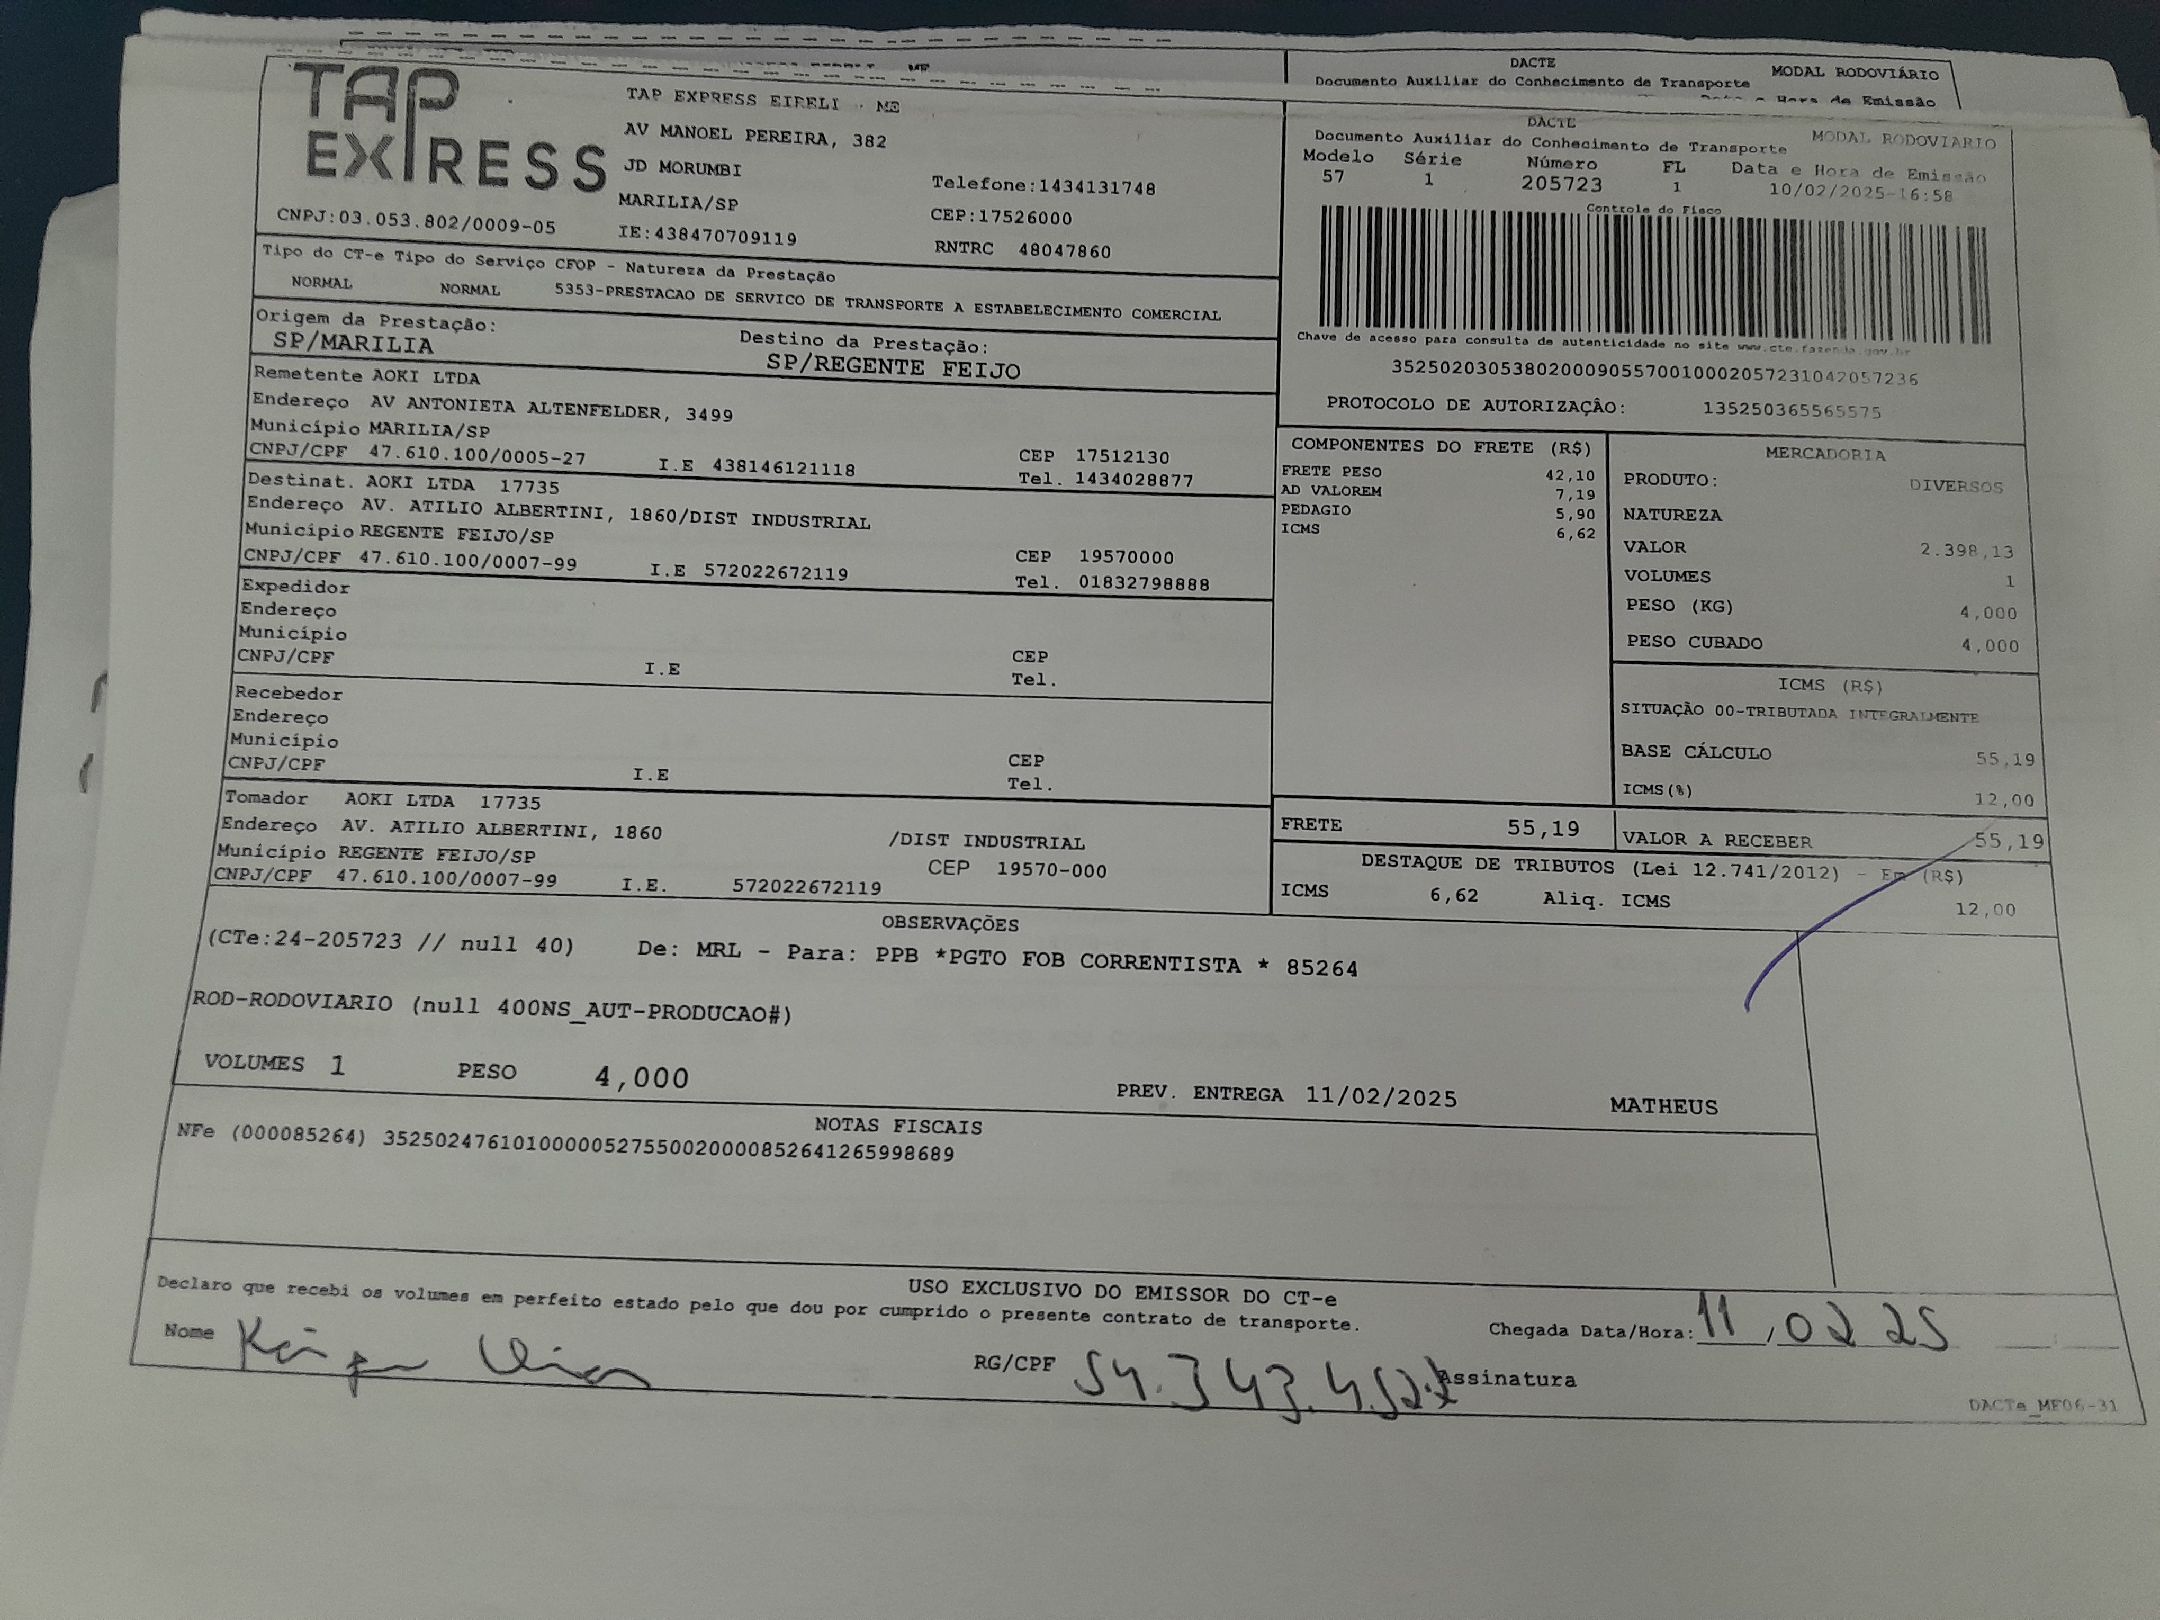 DACTE
Documento Auxiliar do Conhecimento de Transporte MODAL RODOVIÁRIO
Data e Hora de Emissão
TAP EXPRESS
TAP EXPRESS EIRELI - ME
AV MANOEL PEREIRA, 382
JD MORUMBI
MARILIA/SP
IE:438470709119
Telefone:1434131748
CEP:17526000
RNTRC 48047860
CNPJ:03.053.802/0009-05
DACTE
Documento Auxiliar do Conhecimento de Transporte MODAL RODOVIARIO
Modelo Série Número FL Data e Hora de Emissão
57 1 205723 1 10/02/2025-16:58
Controle do Fisco
Chave de acesso para consulta de autenticidade no site www.cte.fazenda.gov.br
35250203053802000905570010002057231042057236
PROTOCOLO DE AUTORIZAÇÃO: 135250365565575
Tipo do CT-e Tipo do Serviço CFOP - Natureza da Prestação
NORMAL NORMAL 5353-PRESTACAO DE SERVICO DE TRANSPORTE A ESTABELECIMENTO COMERCIAL
Origem da Prestação: Destino da Prestação:
SP/MARILIA SP/REGENTE FEIJO
Remetente AOKI LTDA
Endereço AV ANTONIETA ALTENFELDER, 3499
Município MARILIA/SP CEP 17512130
CNPJ/CPF 47.610.100/0005-27 I.E 438146121118 Tel. 1434028877
Destinat. AOKI LTDA 17735
Endereço AV. ATILIO ALBERTINI, 1860/DIST INDUSTRIAL
Município REGENTE FEIJO/SP CEP 19570000
CNPJ/CPF 47.610.100/0007-99 I.E 572022672119 Tel. 01832798888
Expedidor
Endereço
Município CEP
CNPJ/CPF I.E Tel.
Recebedor
Endereço
Município CEP
CNPJ/CPF I.E Tel.
Tomador AOKI LTDA 17735
Endereço AV. ATILIO ALBERTINI, 1860 /DIST INDUSTRIAL
Município REGENTE FEIJO/SP CEP 19570-000
CNPJ/CPF 47.610.100/0007-99 I.E. 572022672119
COMPONENTES DO FRETE (R$)
FRETE PESO 42,10
AD VALOREM 7,19
PEDAGIO 5,90
ICMS 6,62
MERCADORIA
PRODUTO: DIVERSOS
NATUREZA
VALOR 2.398,13
VOLUMES 1
PESO (KG) 4,000
PESO CUBADO 4,000
ICMS (R$)
SITUAÇÃO 00-TRIBUTADA INTEGRALMENTE
BASE CÁLCULO 55,19
ICMS(%) 12,00
FRETE 55,19 VALOR A RECEBER 55,19
DESTAQUE DE TRIBUTOS (Lei 12.741/2012) - Em (R$)
ICMS 6,62 Aliq. ICMS 12,00
OBSERVAÇÕES
(CTe:24-205723 // null 40) De: MRL - Para: PPB *PGTO FOB CORRENTISTA * 85264
ROD-RODOVIARIO (null 400NS_AUT-PRODUCAO#)
VOLUMES 1 PESO 4,000 PREV. ENTREGA 11/02/2025 MATHEUS
NOTAS FISCAIS
NFe (000085264) 35250247610100000527550020000852641265998689
USO EXCLUSIVO DO EMISSOR DO CT-e
Declaro que recebi os volumes em perfeito estado pelo que dou por cumprido o presente contrato de transporte.
Chegada Data/Hora: 11 / 02 25
Nome
RG/CPF 54.343.452 Assinatura
DACTe_MF06-31